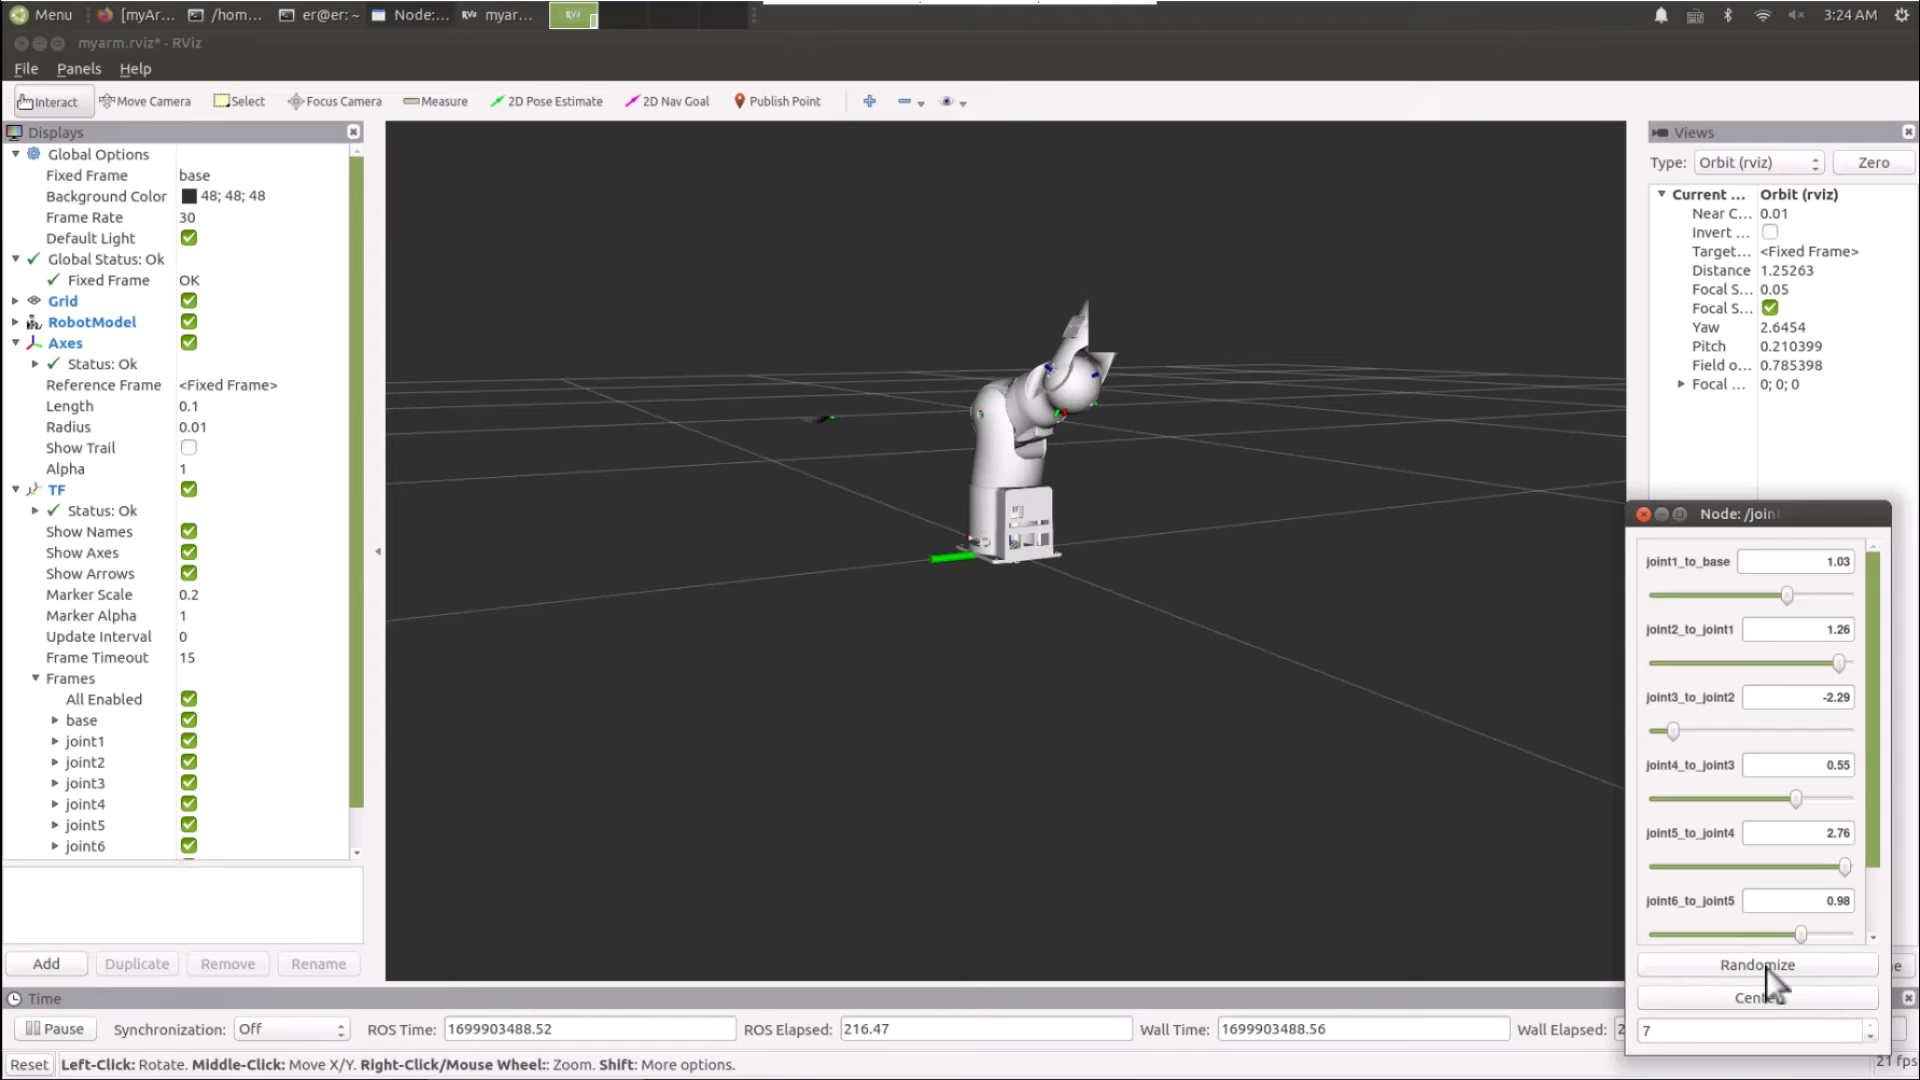 Menu [myAr... /hom... er@er: ~ Node:... myar... 3:24 AM
myarm.rviz* - RViz
File Panels Help
Interact Move Camera Select Focus Camera Measure 2D Pose Estimate 2D Nav Goal Publish Point
Displays
Global Options
Fixed Frame base
Background Color 48; 48; 48
Frame Rate 30
Default Light
Global Status: Ok
Fixed Frame OK
Grid
RobotModel
Axes
Status: Ok
Reference Frame <Fixed Frame>
Length 0.1
Radius 0.01
Show Trail
Alpha 1
TF
Status: Ok
Show Names
Show Axes
Show Arrows
Marker Scale 0.2
Marker Alpha 1
Update Interval 0
Frame Timeout 15
Frames
All Enabled
base
joint1
joint2
joint3
joint4
joint5
joint6
Add Duplicate Remove Rename
Views
Type: Orbit (rviz) Zero
Current ... Orbit (rviz)
Near C... 0.01
Invert ...
Target... <Fixed Frame>
Distance 1.25263
Focal S... 0.05
Focal S...
Yaw 2.6454
Pitch 0.210399
Field o... 0.785398
Focal ... 0; 0; 0
Node: /join
joint1_to_base 1.03
joint2_to_joint1 1.26
joint3_to_joint2 -2.29
joint4_to_joint3 0.55
joint5_to_joint4 2.76
joint6_to_joint5 0.98
Randomize
Cente
7
Time
Pause Synchronization: Off ROS Time: 1699903488.52 ROS Elapsed: 216.47 Wall Time: 1699903488.56 Wall Elapsed: 2
Reset Left-Click: Rotate. Middle-Click: Move X/Y. Right-Click/Mouse Wheel:: Zoom. Shift: More options. 21 fps